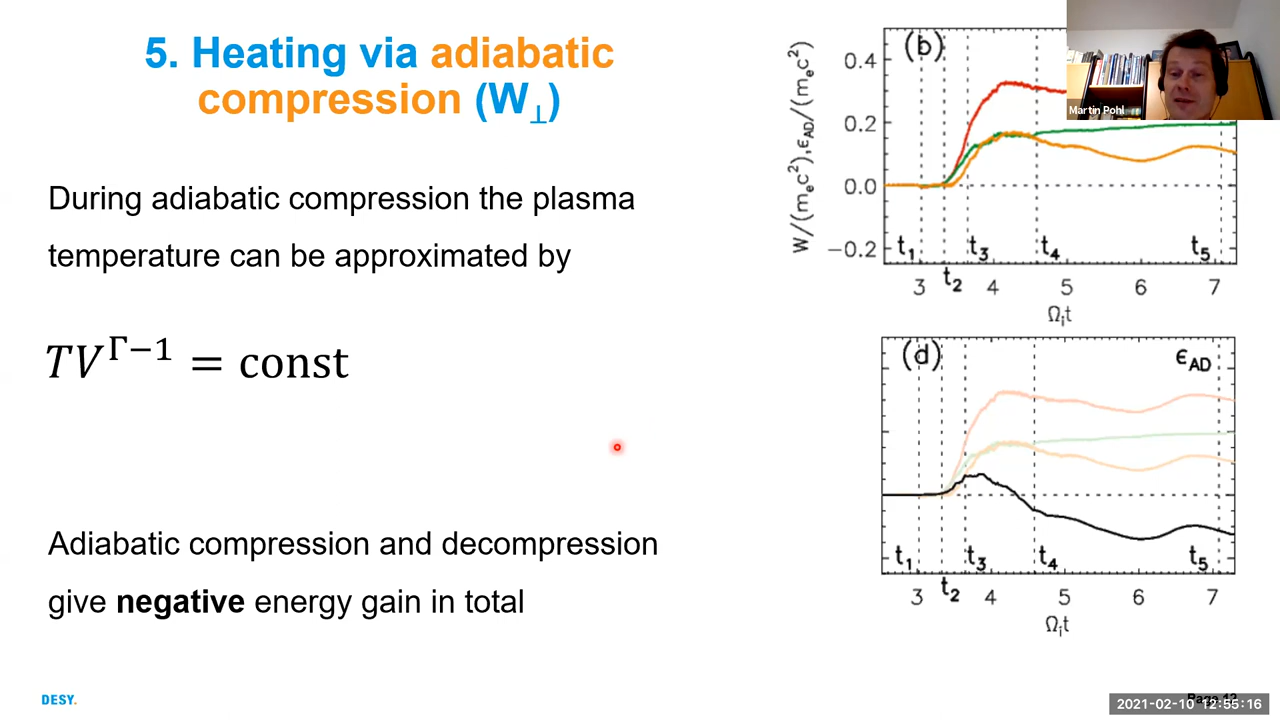 5. Heating via adiabatic
compression (W⊥)
During adiabatic compression the plasma
temperature can be approximated by
TV^{Γ−1} = const
Adiabatic compression and decompression
give negative energy gain in total
DESY.
(b)
W/(mₑc²),ϵ_AD/(mₑc²)
0.4
0.2
0.0
−0.2
t₁
t₂
t₃
t₄
t₅
3
4
5
6
7
Ωᵢt
(d)
ϵ_AD
t₁
t₂
t₃
t₄
t₅
3
4
5
6
7
Ωᵢt
Martin Pohl
2021-02-10 12:55:16